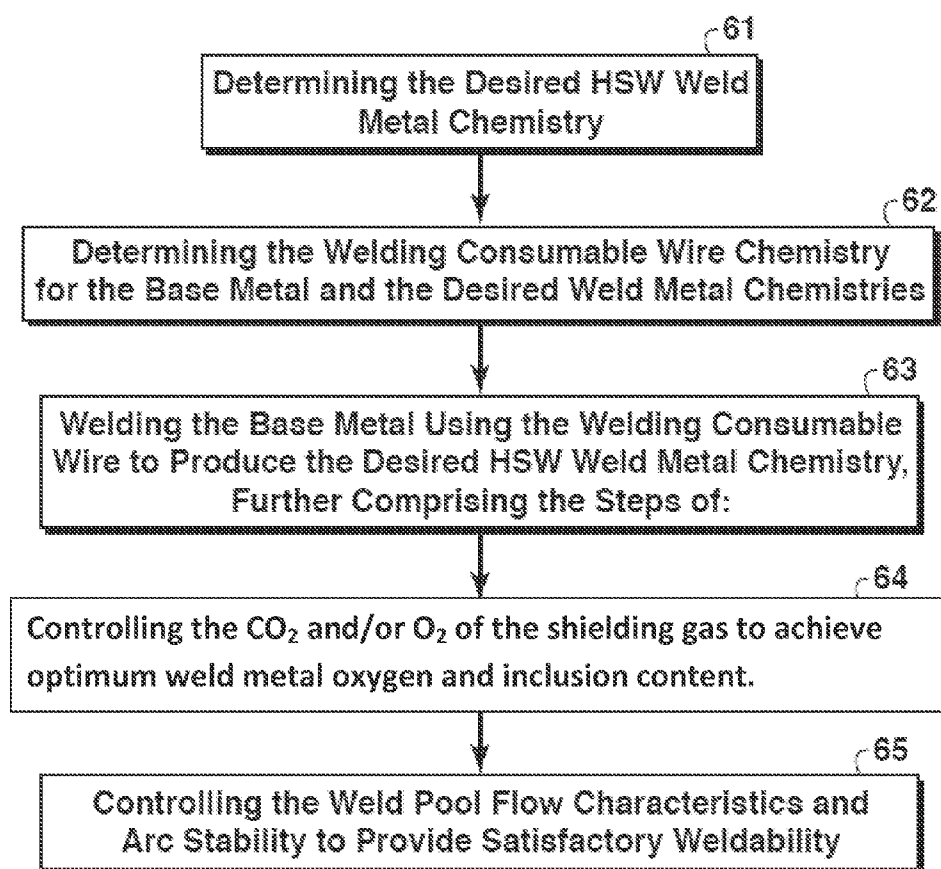 61
Determining the Desired HSW Weld
Metal Chemistry
62
Determining the Welding Consumable Wire Chemistry
for the Base Metal and the Desired Weld Metal Chemistries
63
Welding the Base Metal Using the Welding Consumable
Wire to Produce the Desired HSW Weld Metal Chemistry,
Further Comprising the Steps of:
64
Controlling the CO₂ and/or O₂ of the shielding gas to achieve
optimum weld metal oxygen and inclusion content.
65
Controlling the Weld Pool Flow Characteristics and
Arc Stability to Provide Satisfactory Weldability